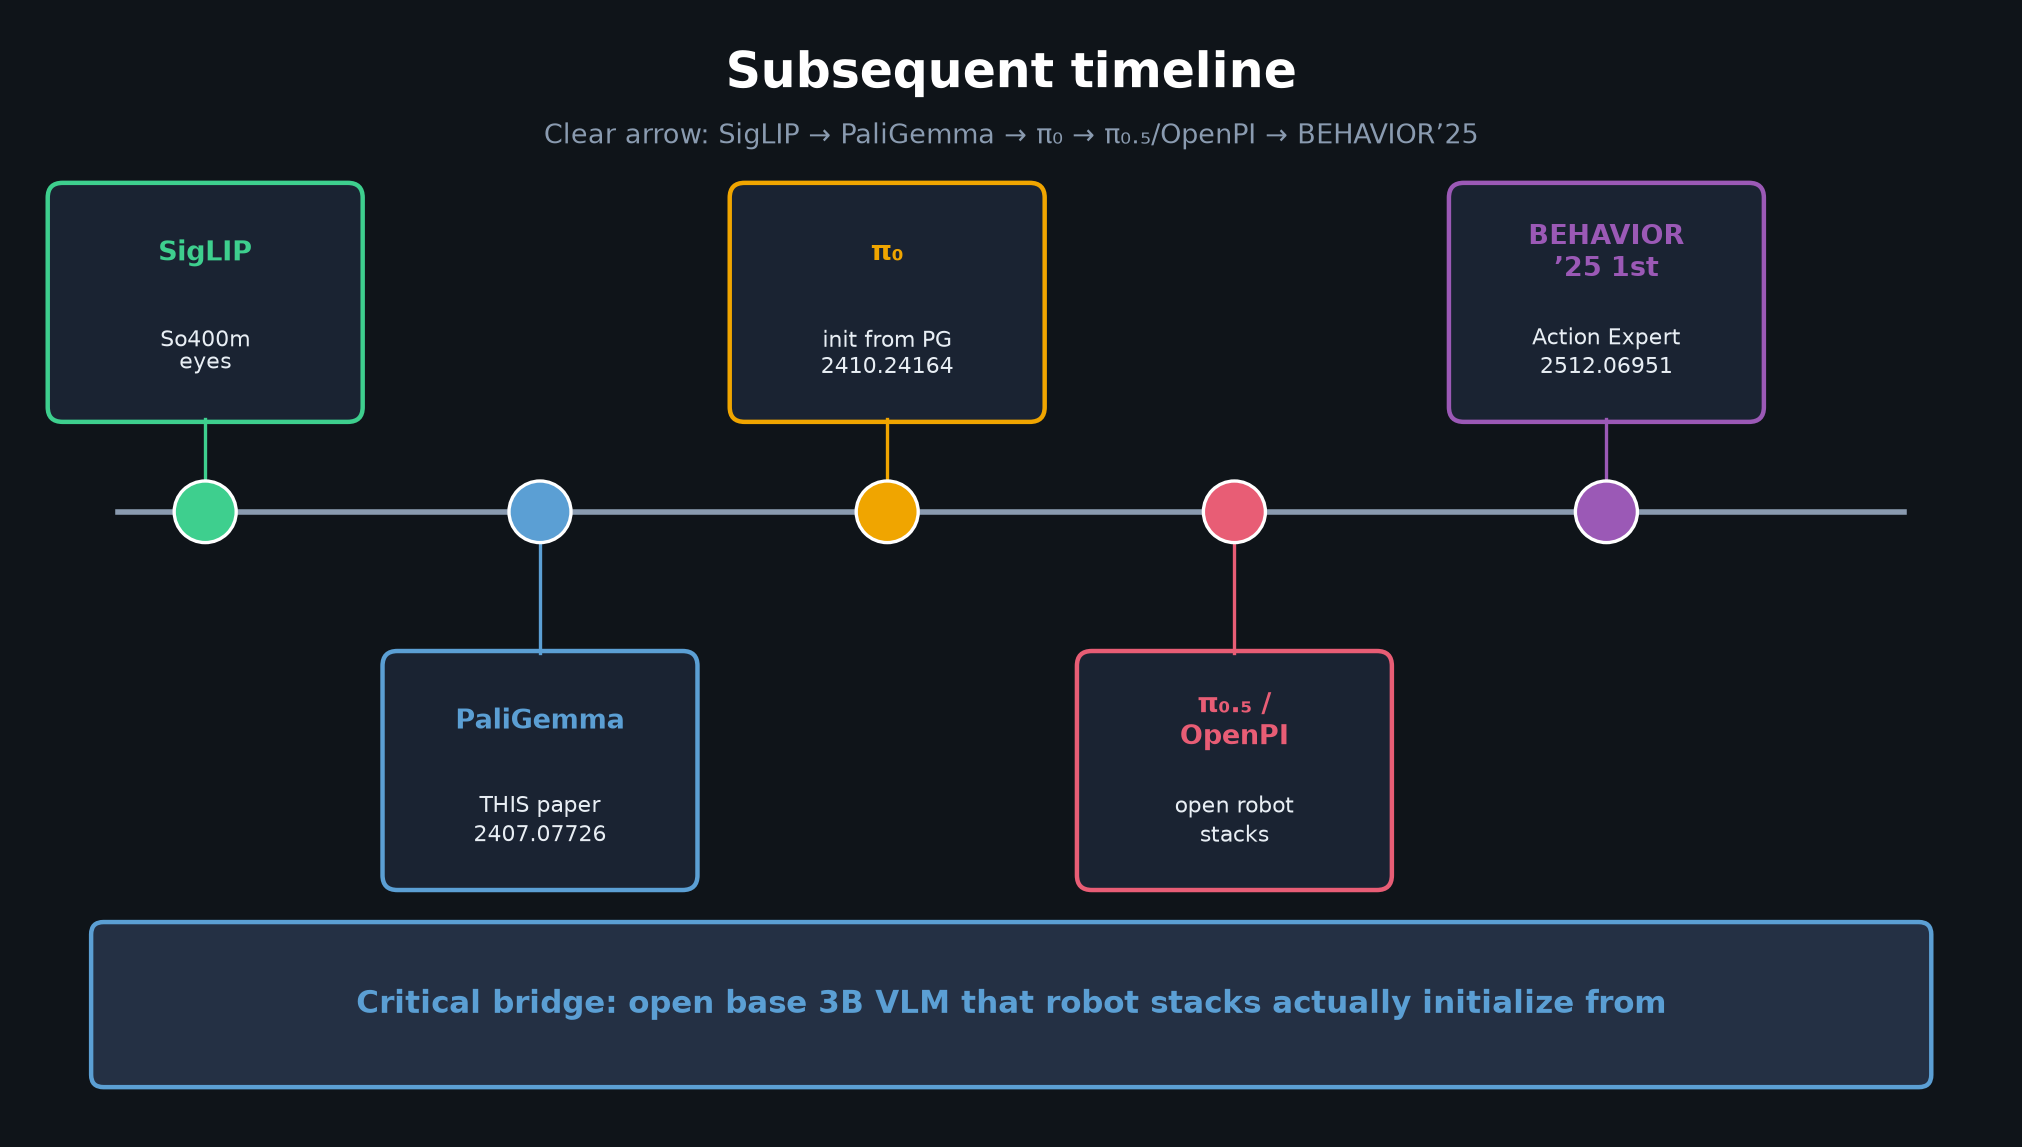 Subsequent timeline
Clear arrow: SigLIP → PaliGemma → π₀ → π₀.₅/OpenPI → BEHAVIOR’25
SigLIP
So400m
eyes
π₀
init from PG
2410.24164
BEHAVIOR
’25 1st
Action Expert
2512.06951
PaliGemma
THIS paper
2407.07726
π₀.₅ /
OpenPI
open robot
stacks
Critical bridge: open base 3B VLM that robot stacks actually initialize from